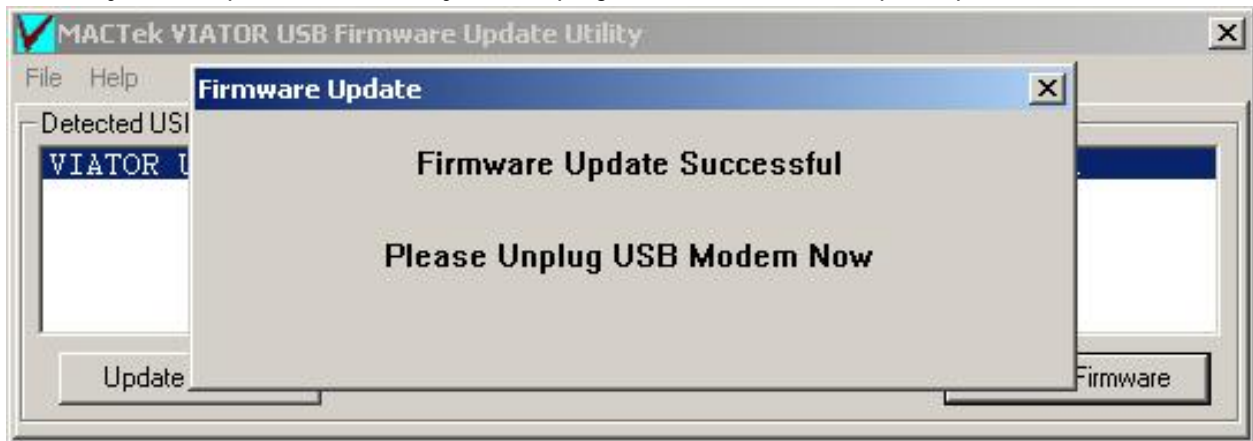 MACTek VIATOR USB Firmware Update Utility
File Help
Firmware Update
Detected
VIATOR
Firmware Update Successful
Please Unplug USB Modem Now
Update
Firmware